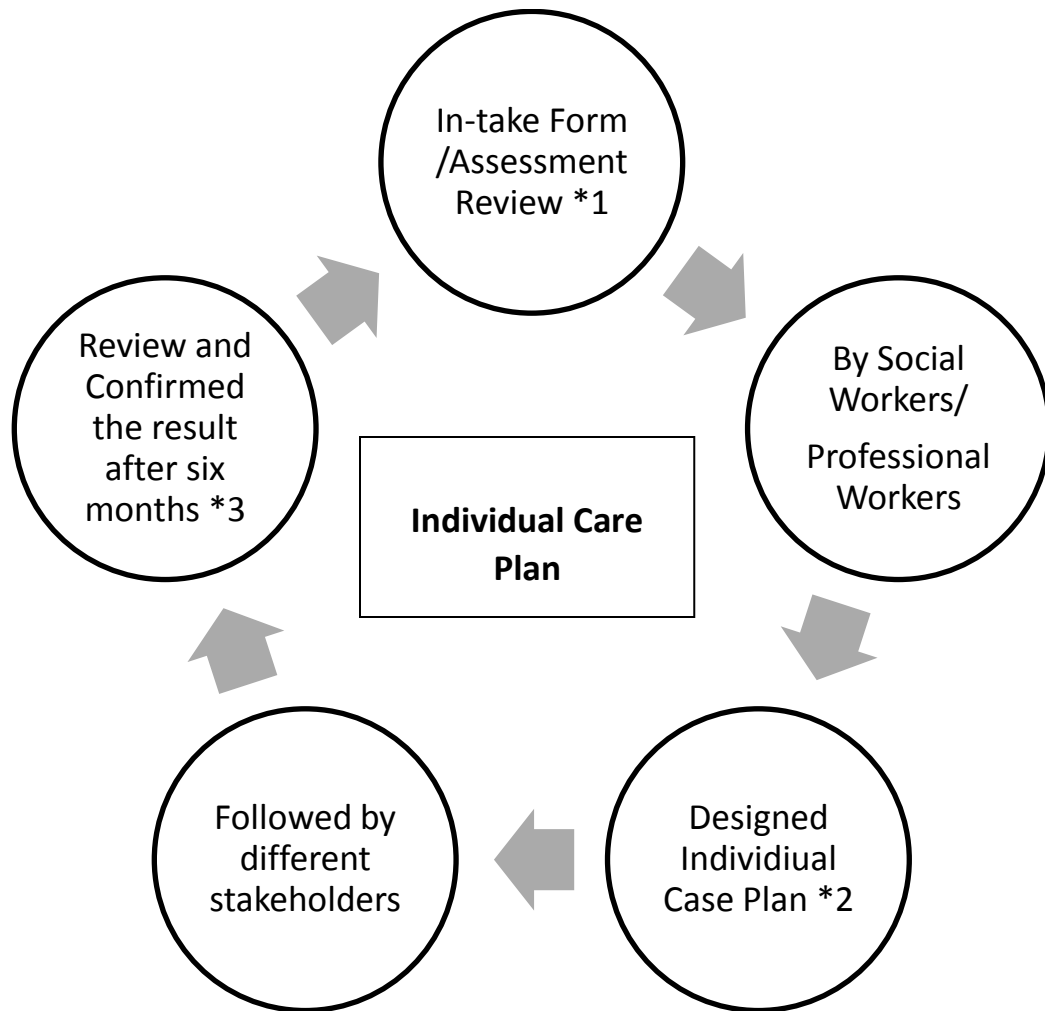 In-take Form
/Assessment
Review *1
By Social
Workers/
Professional
Workers
Designed
Individiual
Case Plan *2
Followed by
different
stakeholders
Review and
Confirmed
the result
after six
months *3
Individual Care
Plan